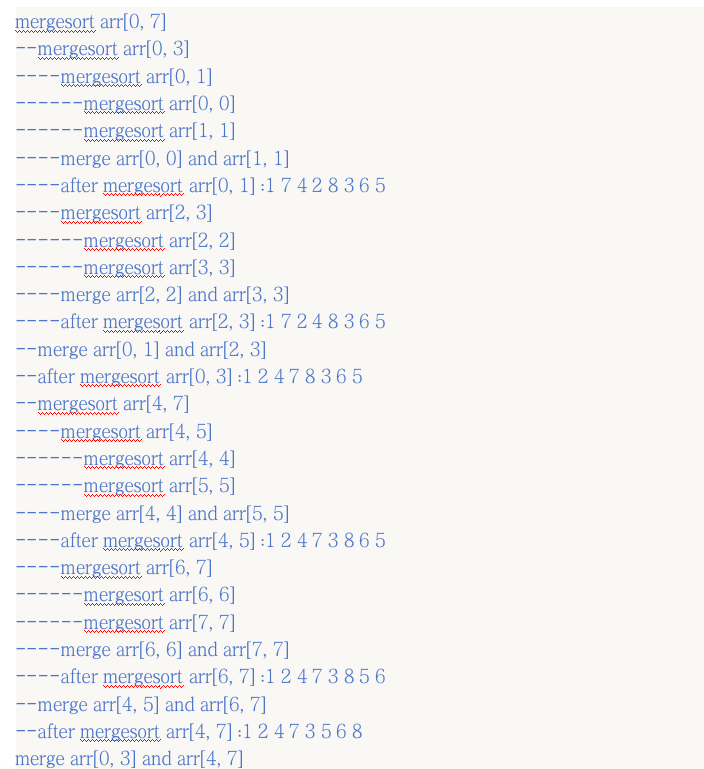 mergesort arr[0, 7]
--mergesort arr[0, 3]
----mergesort arr[0, 1]
------mergesort arr[0, 0]
------mergesort arr[1, 1]
----merge arr[0, 0] and arr[1, 1]
----after mergesort arr[0, 1] :1 7 4 2 8 3 6 5
----mergesort arr[2, 3]
------mergesort arr[2, 2]
------mergesort arr[3, 3]
----merge arr[2, 2] and arr[3, 3]
----after mergesort arr[2, 3] :1 7 2 4 8 3 6 5
--merge arr[0, 1] and arr[2, 3]
--after mergesort arr[0, 3] :1 2 4 7 8 3 6 5
--mergesort arr[4, 7]
----mergesort arr[4, 5]
------mergesort arr[4, 4]
------mergesort arr[5, 5]
----merge arr[4, 4] and arr[5, 5]
----after mergesort arr[4, 5] :1 2 4 7 3 8 6 5
----mergesort arr[6, 7]
------mergesort arr[6, 6]
------mergesort arr[7, 7]
----merge arr[6, 6] and arr[7, 7]
----after mergesort arr[6, 7] :1 2 4 7 3 8 5 6
--merge arr[4, 5] and arr[6, 7]
--after mergesort arr[4, 7] :1 2 4 7 3 5 6 8
merge arr[0, 3] and arr[4, 7]